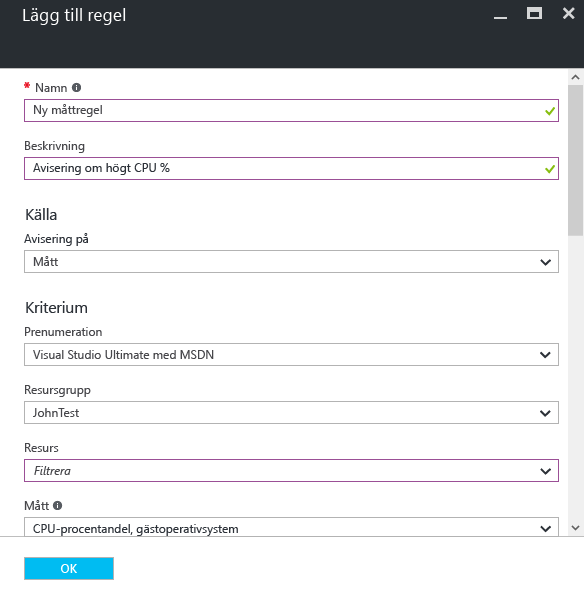 Lägg till regel
* Namn
Ny måttregel
Beskrivning
Avisering om högt CPU %
Källa
Avisering på
Mått
Kriterium
Prenumeration
Visual Studio Ultimate med MSDN
Resursgrupp
JohnTest
Resurs
Filtrera
Mått
CPU-procentandel, gästoperativsystem
OK